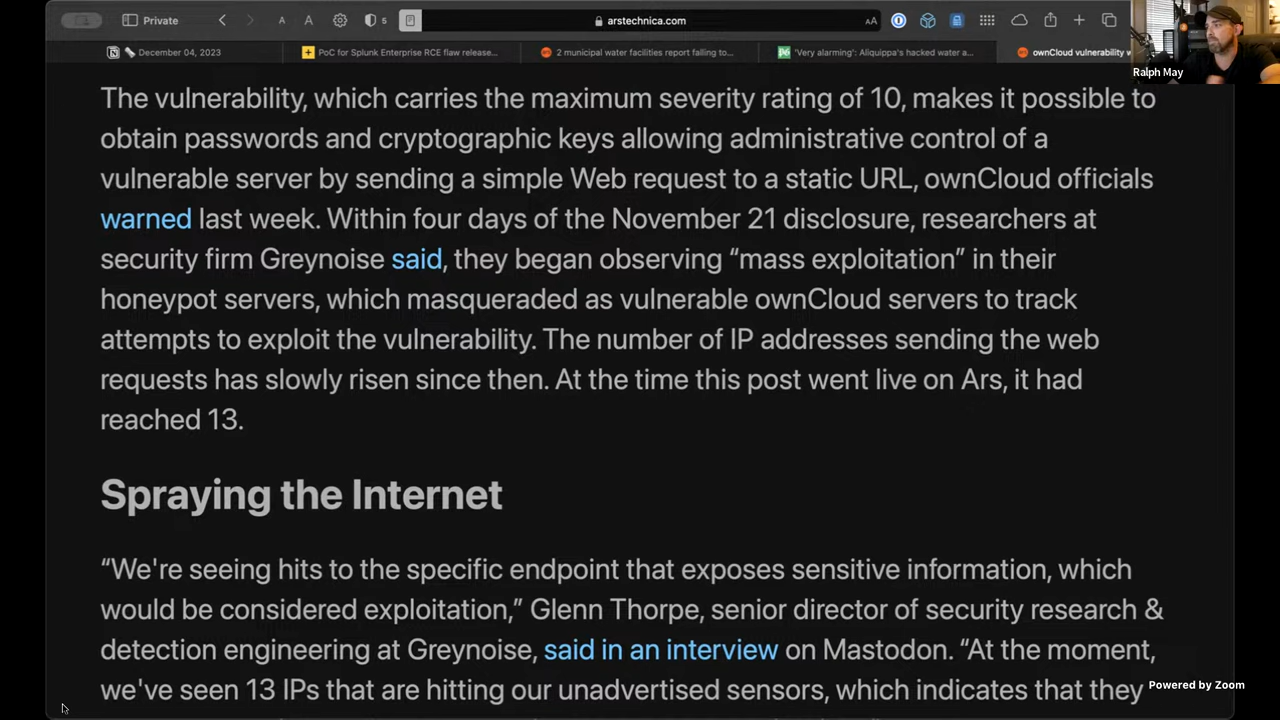 Private
A
A
5
arstechnica.com
AA
December 04, 2023
PoC for Splunk Enterprise RCE flaw release...
2 municipal water facilities report falling to...
'Very alarming': Aliquippa's hacked water a...
ownCloud vulnerability w
Ralph May
The vulnerability, which carries the maximum severity rating of 10, makes it possible to
obtain passwords and cryptographic keys allowing administrative control of a
vulnerable server by sending a simple Web request to a static URL, ownCloud officials
warned last week. Within four days of the November 21 disclosure, researchers at
security firm Greynoise said, they began observing “mass exploitation” in their
honeypot servers, which masqueraded as vulnerable ownCloud servers to track
attempts to exploit the vulnerability. The number of IP addresses sending the web
requests has slowly risen since then. At the time this post went live on Ars, it had
reached 13.
Spraying the Internet
“We're seeing hits to the specific endpoint that exposes sensitive information, which
would be considered exploitation,” Glenn Thorpe, senior director of security research &
detection engineering at Greynoise, said in an interview on Mastodon. “At the moment,
we've seen 13 IPs that are hitting our unadvertised sensors, which indicates that they
Powered by Zoom